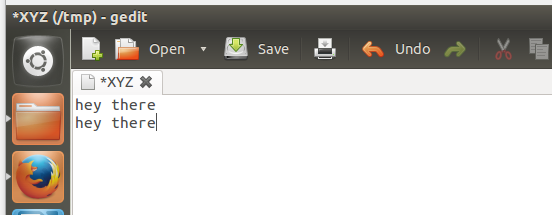 *XYZ (/tmp) - gedit
Open Save Undo
*XYZ
hey there
hey there